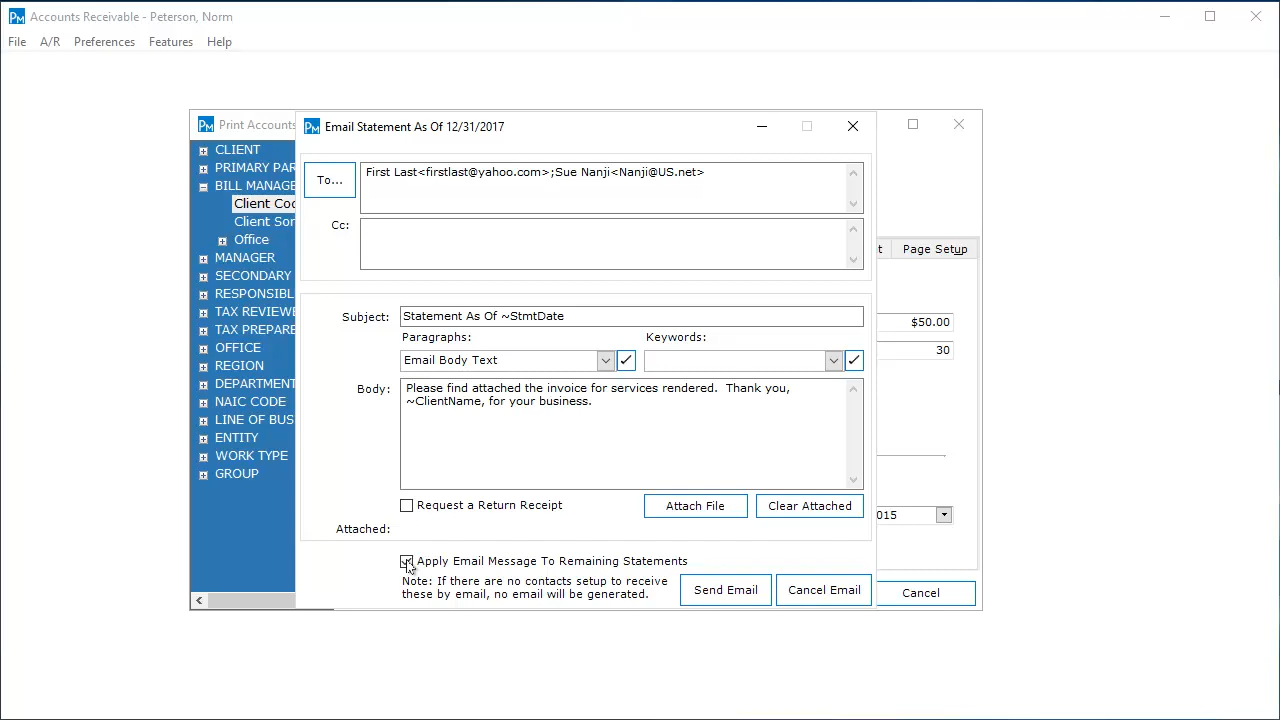 PM Accounts Receivable - Peterson, Norm
File A/R Preferences Features Help
PM Print Accounts
CLIENT
PRIMARY PAR
BILL MANAGE
Client Coo
Client Sor
Office
MANAGER
SECONDARY
RESPONSIBL
TAX REVIEWE
TAX PREPARE
OFFICE
REGION
DEPARTMENT
NAIC CODE
LINE OF BUS
ENTITY
WORK TYPE
GROUP
PM Email Statement As Of 12/31/2017
To... First Last<firstlast@yahoo.com>;Sue Nanji<Nanji@US.net>
Cc:
Subject: Statement As Of ~StmtDate
Paragraphs: Keywords:
Email Body Text
Body: Please find attached the invoice for services rendered. Thank you,
~ClientName, for your business.
Request a Return Receipt Attach File Clear Attached
Attached:
Apply Email Message To Remaining Statements
Note: If there are no contacts setup to receive
these by email, no email will be generated.
Send Email Cancel Email
t Page Setup
$50.00
30
015
Cancel